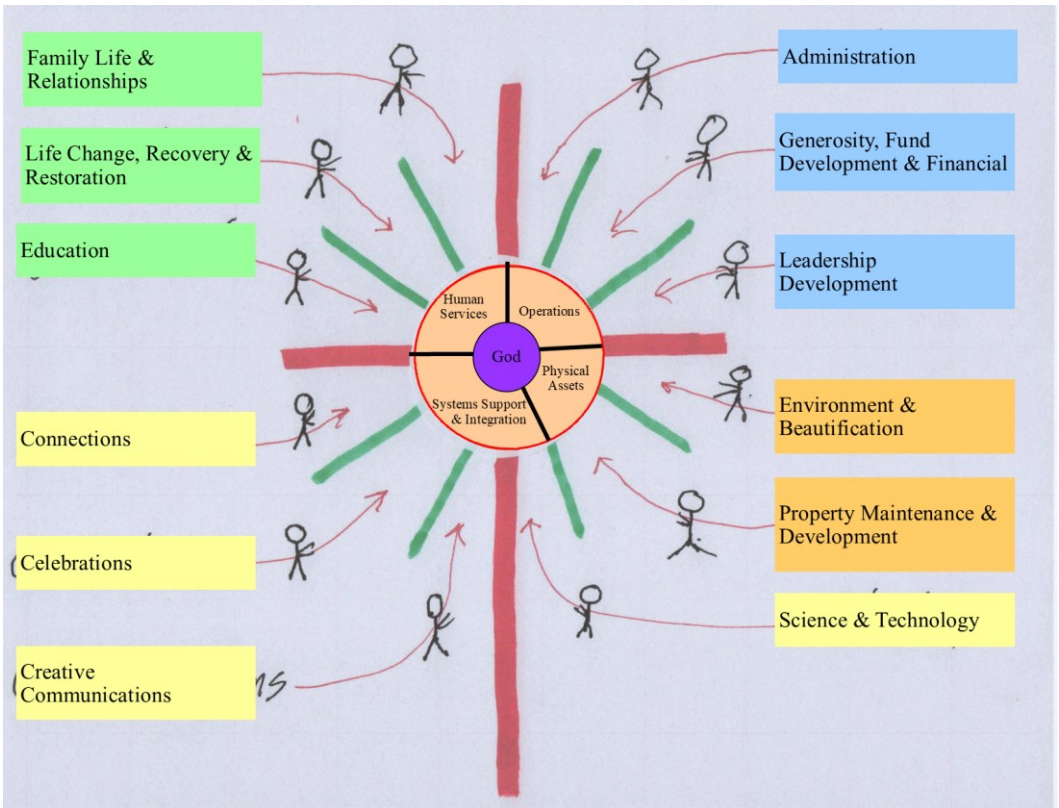 Family Life &
Relationships
Life Change, Recovery &
Restoration
Education
Connections
Celebrations
Creative
Communications
Administration
Generosity, Fund
Development & Financial
Leadership
Development
Environment &
Beautification
Property Maintenance &
Development
Science & Technology
Human
Services
Operations
God
Physical
Assets
Systems Support
& Integration